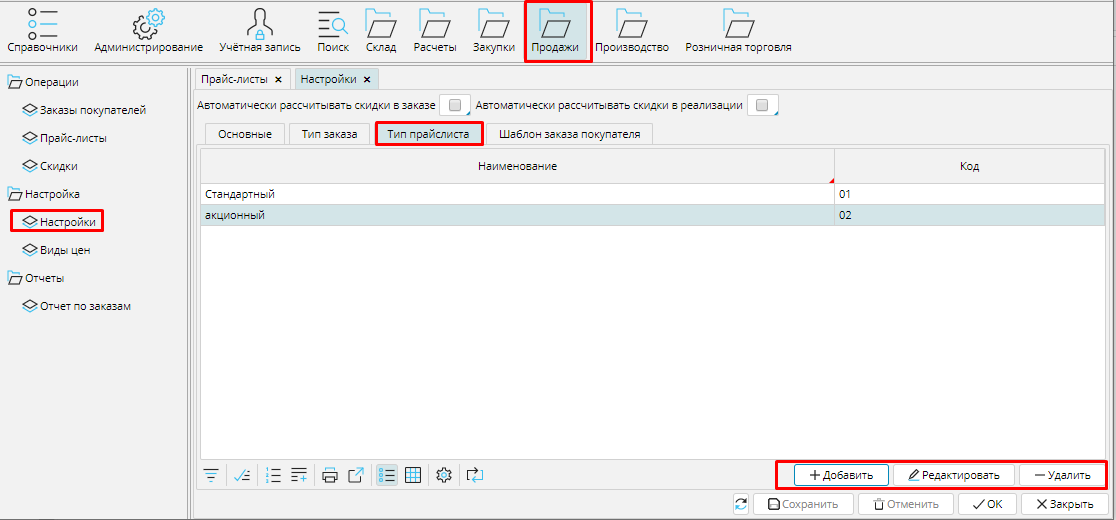 Справочники Администрирование Учётная запись Поиск Склад Расчеты Закупки Продажи Производство Розничная торговля
Операции
Заказы покупателей
Прайс-листы
Скидки
Настройка
Настройки
Виды цен
Отчеты
Отчет по заказам
Прайс-листы × Настройки ×
Автоматически рассчитывать скидки в заказе Автоматически рассчитывать скидки в реализации
Основные Тип заказа Тип прайслиста Шаблон заказа покупателя
Наименование Код
Стандартный 01
акционный 02
Добавить Редактировать Удалить
Сохранить Отменить OK Закрыть